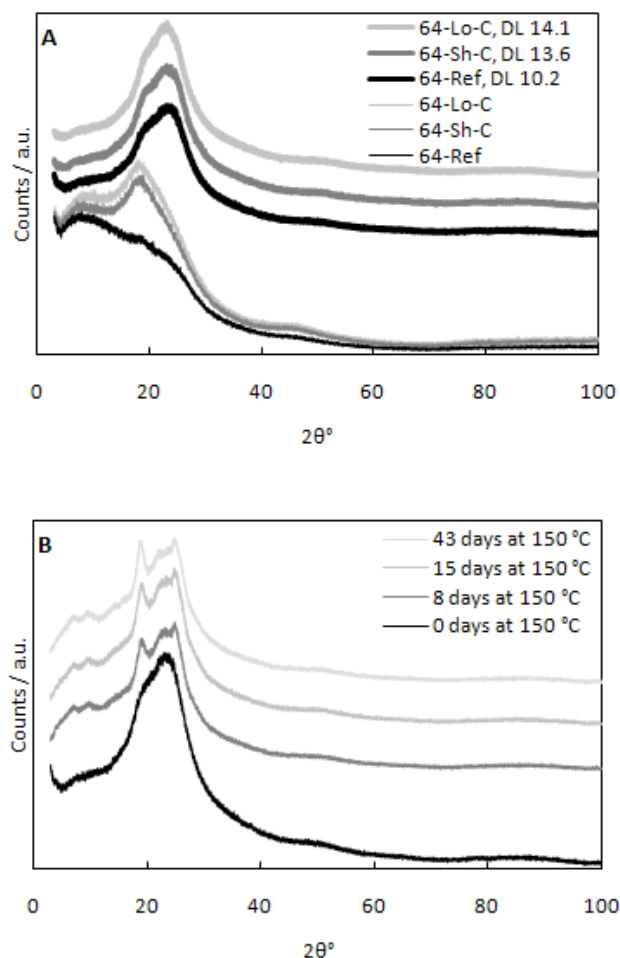 A
64-Lo-C, DL 14.1
64-Sh-C, DL 13.6
64-Ref, DL 10.2
64-Lo-C
64-Sh-C
64-Ref
Counts / a.u.
0 20 40 60 80 100
2θ°
B
43 days at 150 °C
15 days at 150 °C
8 days at 150 °C
0 days at 150 °C
Counts / a.u.
0 20 40 60 80 100
2θ°